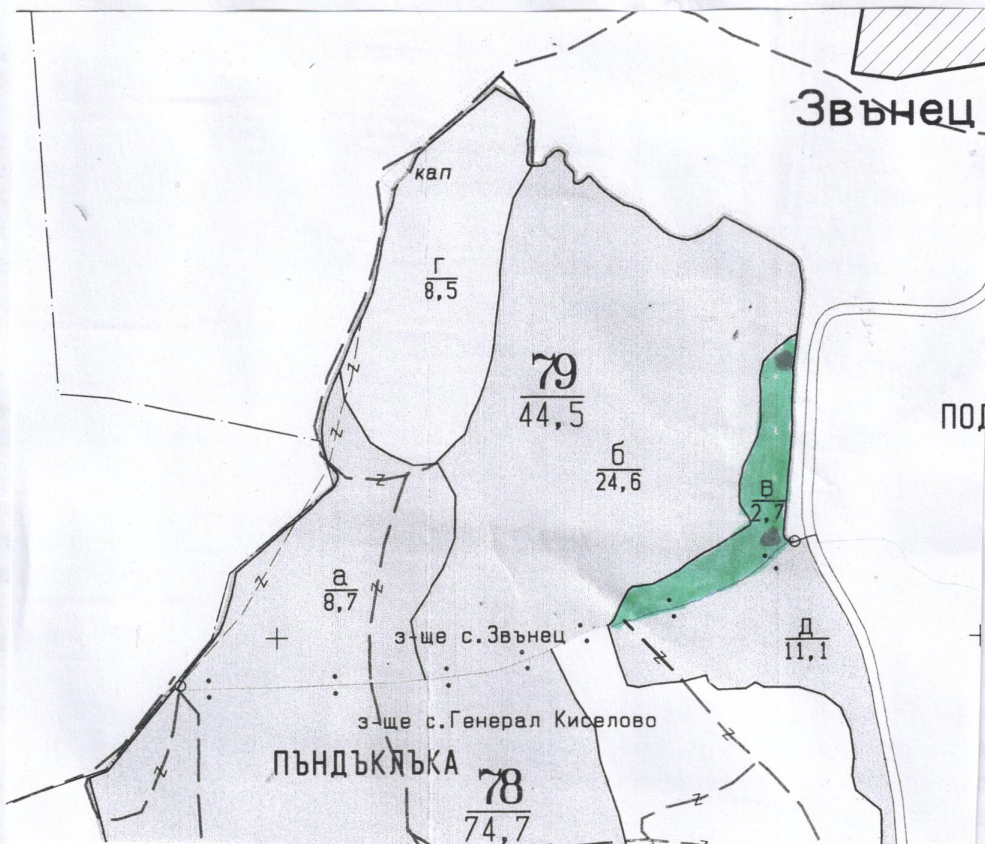 Звънец
кап
Г
8,5
79
44,5
ПОД
б
24,6
В
2,7
а
8,7
з-ще с.Звънец
Д
11,1
з-ще с.Генерал Киселово
ПЪНДЪКЛЪКА
78
74,7